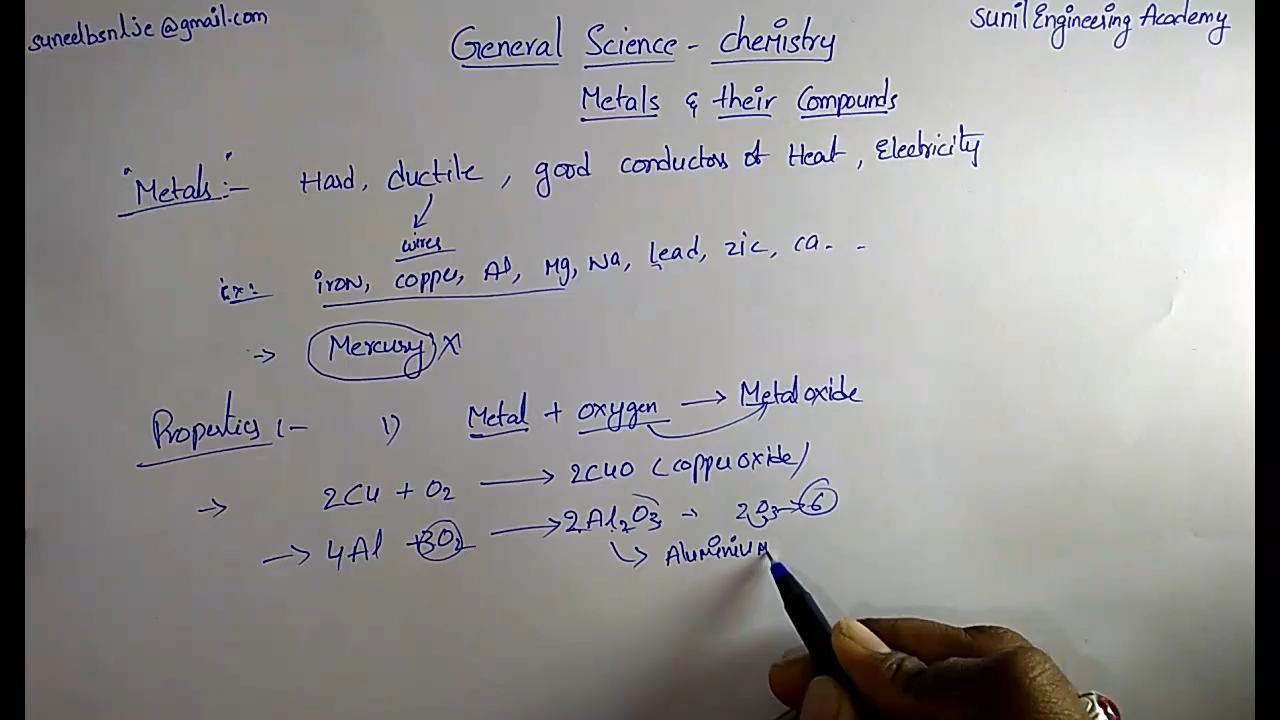 suneelbsnlje@gmail.com
Sunil Engineering Academy
General Science - chemistry
Metals & their Compounds
"Metals:- " Hard, ductile, good conductors of Heat, Electricity
wires
Ex: iron, copper, Al, Mg, Na, lead, zic, ca. .
→ Mercury X
Properties :- 1) Metal + oxygen → Metal oxide
→ 2Cu + O2 → 2CuO (copper oxide)
→ 4Al + 3O2 → 2Al2O3 → 2O3 → 6
↳ Aluminium